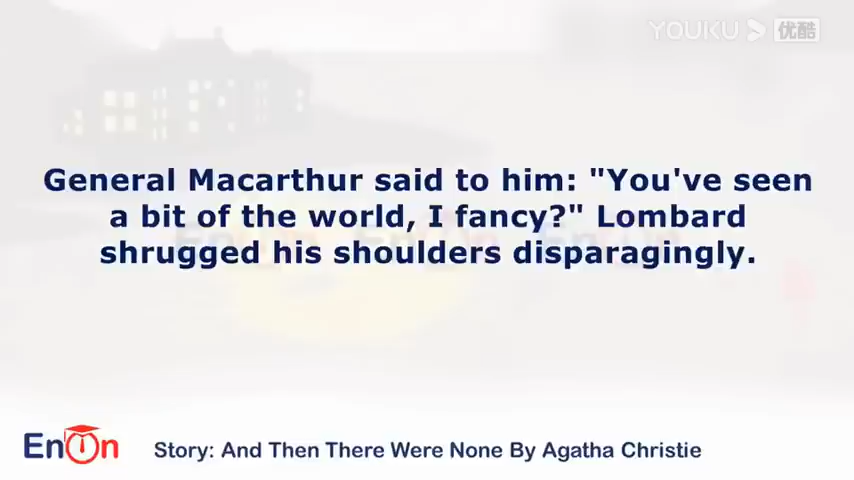 YOUKU 优酷
General Macarthur said to him: "You've seen
a bit of the world, I fancy?" Lombard
shrugged his shoulders disparagingly.
EnOn
Story: And Then There Were None By Agatha Christie